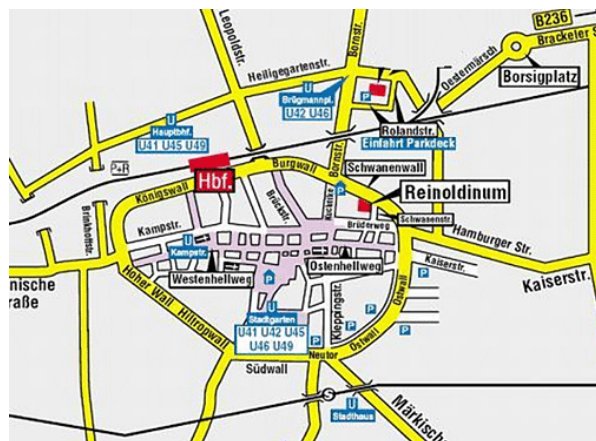 B236
Brackeler S
Leopoldstr.
Bornstr.
Heiligegartenstr.
Oestermärsch
Borsigplatz
U
Brügmannpl.
U42 U46
P
U
Hauptbhf.
U41 U45 U49
Rolandstr.
Einfahrt Parkdeck
P+R
Hbf.
Burgwall
Bornstr.
Schwanenwall
Königswall
P
Reinoldinum
Brückstr.
Kuckelke
Schwanenstr.
Brinkhoffstr.
Kampstr.
Brüderweg
Hamburger Str.
U
Kampstr.
Kaiserstr.
Westenhellweg
Ostenhellweg
Kaiserstr.
nische
raße
Hoher Wall
P
Ostwall
P
P
Kleppingstr.
U
Stadtgarten
U41 U42 U45
U46 U49
P
P
Hiltropwall
P
Ostwall
Neutor
Südwall
S
U
Stadthaus
Märkisch